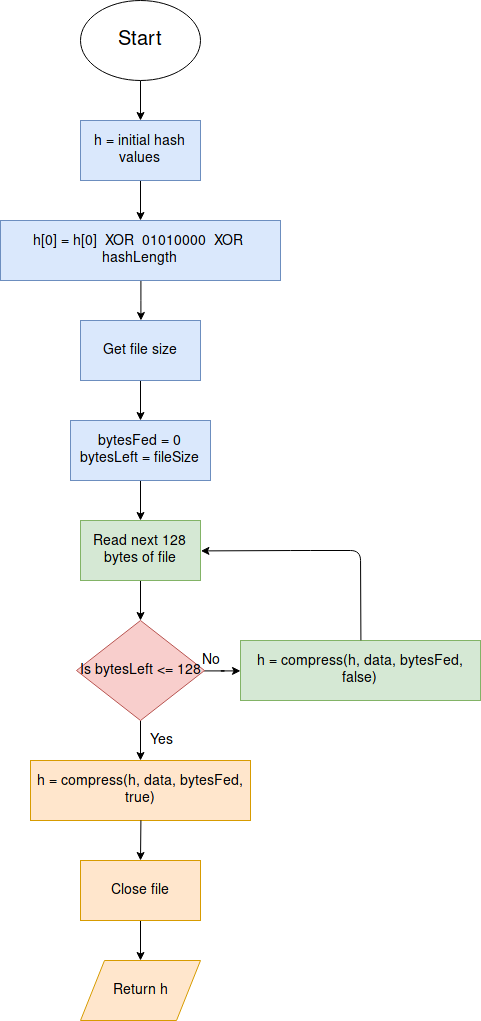 Start
h = initial hash
values
h[0] = h[0]  XOR  01010000  XOR
hashLength
Get file size
bytesFed = 0
bytesLeft = fileSize
Read next 128
bytes of file
Is bytesLeft <= 128
No
h = compress(h, data, bytesFed,
false)
Yes
h = compress(h, data, bytesFed,
true)
Close file
Return h